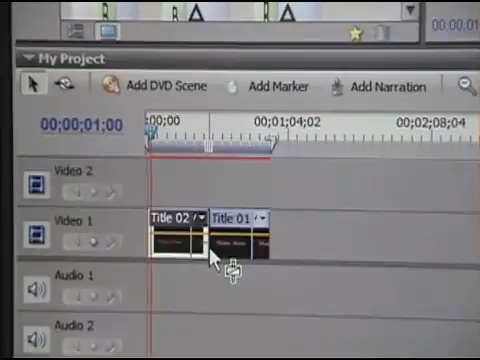 00;00;01
My Project
Add DVD Scene
Add Marker
Add Narration
00;00;01;00
;00;00
00;01;04;02
00;02;08;04
Video 2
Video 1
Title 02
Title 01
Audio 1
Audio 2